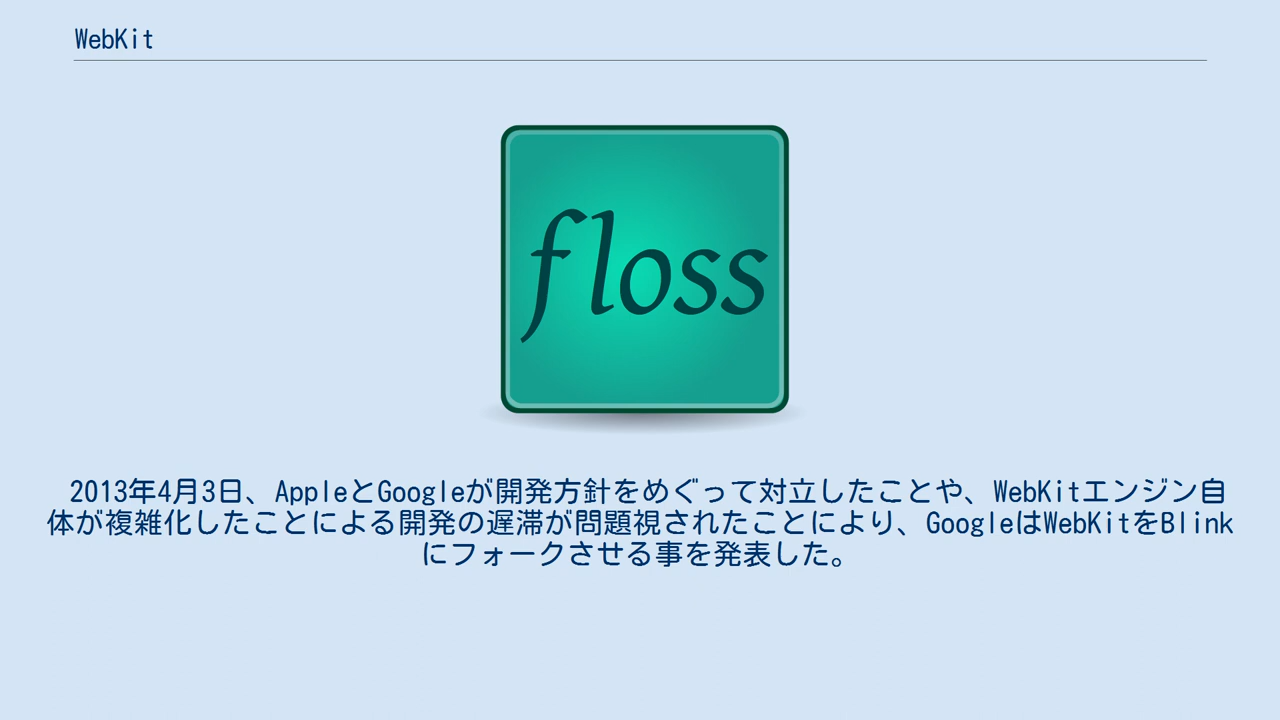 WebKit
floss
2013年4月3日、AppleとGoogleが開発方針をめぐって対立したことや、WebKitエンジン自
体が複雑化したことによる開発の遅滞が問題視されたことにより、GoogleはWebKitをBlink
にフォークさせる事を発表した。